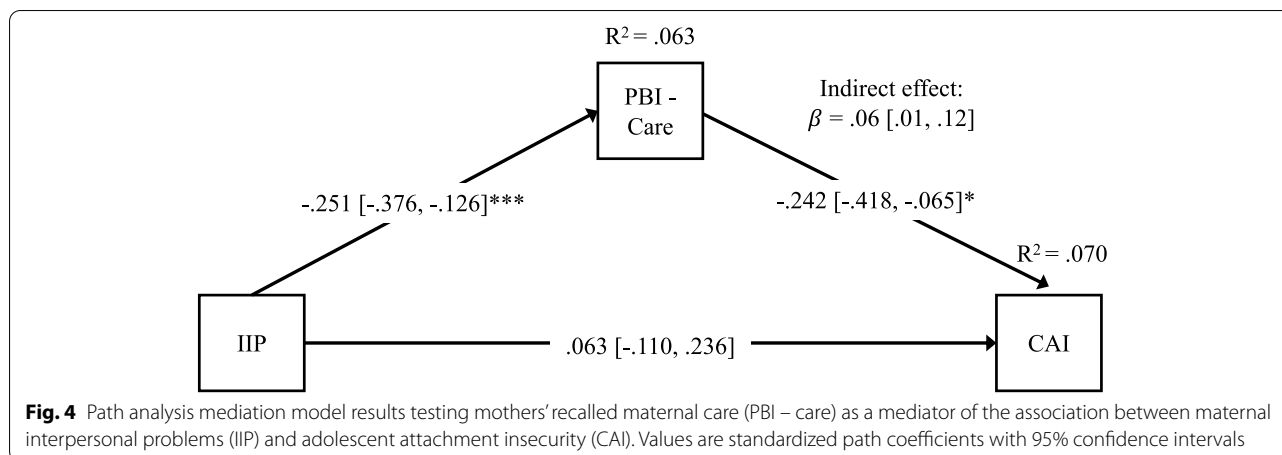 R² = .063
PBI -
Care
Indirect effect:
β = .06 [.01, .12]
-.251 [-.376, -.126]***
-.242 [-.418, -.065]*
R² = .070
IIP
.063 [-.110, .236]
CAI
Fig. 4 Path analysis mediation model results testing mothers’ recalled maternal care (PBI – care) as a mediator of the association between maternal
interpersonal problems (IIP) and adolescent attachment insecurity (CAI). Values are standardized path coefficients with 95% confidence intervals